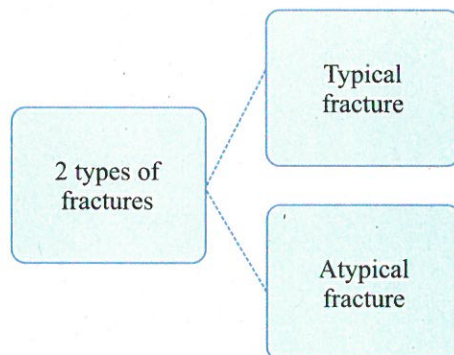 2 types of
fractures
Typical
fracture
Atypical
fracture